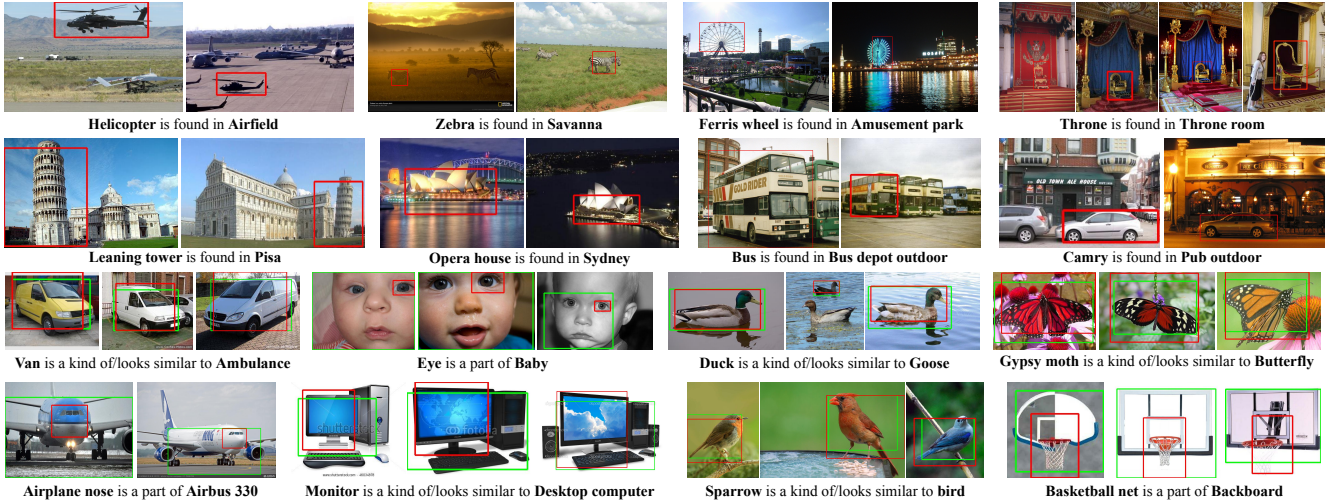 Helicopter is found in Airfield
Zebra is found in Savanna
Ferris wheel is found in Amusement park
Throne is found in Throne room
OLD TOWN ALE HOUSE
GOLD RIDER
Leaning tower is found in Pisa
Opera house is found in Sydney
Bus is found in Bus depot outdoor
Camry is found in Pub outdoor
Van is a kind of/looks similar to Ambulance
Eye is a part of Baby
Duck is a kind of/looks similar to Goose
Gypsy moth is a kind of/looks similar to Butterfly
Airplane nose is a part of Airbus 330
Monitor is a kind of/looks similar to Desktop computer
Sparrow is a kind of/looks similar to bird
Basketball net is a part of Backboard